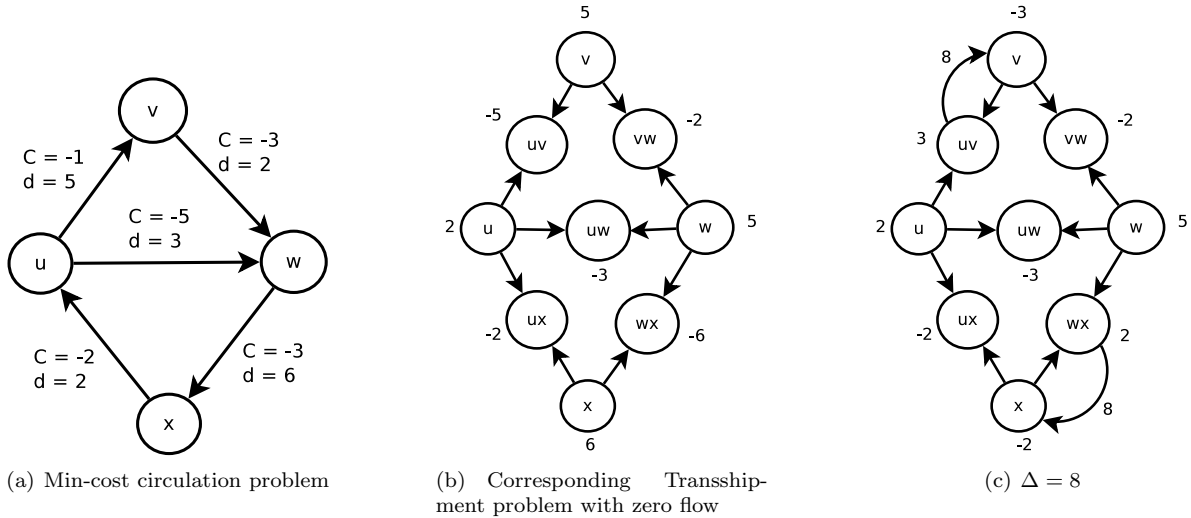 v
C = -1
d = 5
C = -3
d = 2
C = -5
d = 3
u
w
C = -2
d = 2
C = -3
d = 6
x
(a) Min-cost circulation problem
5
v
-5
-2
uv
vw
2
u
uw
w
5
-3
ux
wx
-2
-6
x
6
(b) Corresponding Transship-
ment problem with zero flow
-3
v
8
-2
3
uv
vw
2
u
uw
w
5
-3
ux
wx
-2
2
x
8
-2
(c) Δ = 8